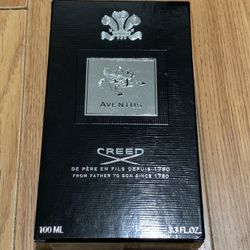 AVENTUS
CREED
DE PÈRE EN FILS DEPUIS 1760
FROM FATHER TO SON SINCE 1760
100 ML 3.3 FL.OZ.